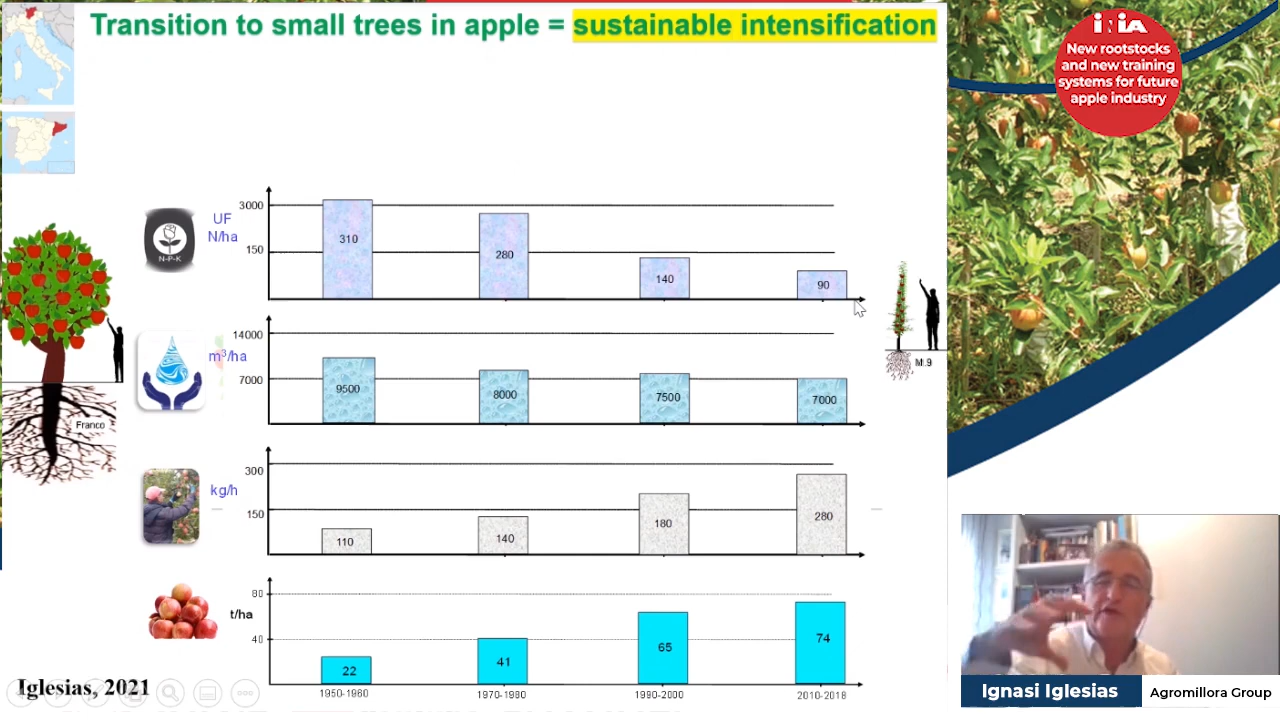 Transition to small trees in apple = sustainable intensification
iNiA
New rootstocks
and new training
systems for future
apple industry
N-P-K
UF
N/ha
3000
150
310
280
140
90
Franco
M.9
m³/ha
14000
7000
9500
8000
7500
7000
kg/h
300
150
110
140
180
280
t/ha
80
40
22
41
65
74
1950-1960
1970-1980
1990-2000
2010-2018
Iglesias, 2021
Ignasi Iglesias
Agromillora Group